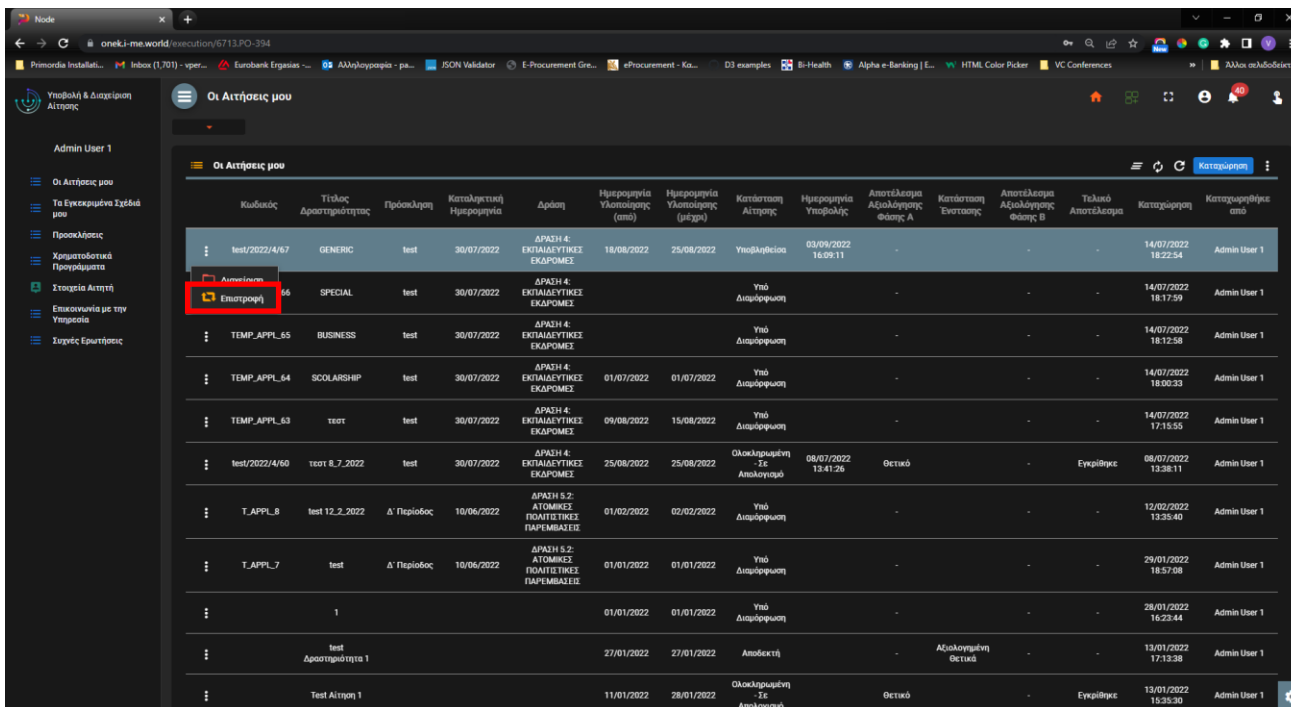 Node
onek.i-me.world/execution/6713.PO-394
Primordia Installati...
Inbox (1,701) - vper...
Eurobank Ergasias -...
Αλληλογραφία - pa...
JSON Validator
E-Procurement Gre...
eProcurement - Κα...
D3 examples
Bi-Health
Alpha e-Banking | E...
HTML Color Picker
VC Conferences
»
Άλλοι σελιδοδείκτ
Υποβολή & Διαχείριση
Αίτησης
Οι Αιτήσεις μου
40
Admin User 1
Οι Αιτήσεις μου
Τα Εγκεκριμένα Σχέδιά
μου
Προσκλήσεις
Χρηματοδοτικά
Προγράμματα
Στοιχεία Αιτητή
Επικοινωνία με την
Υπηρεσία
Συχνές Ερωτήσεις
Οι Αιτήσεις μου
Καταχώρηση
Κωδικός Τίτλος Δραστηριότητας Πρόσκληση Καταληκτική Ημερομηνία Δράση Ημερομηνία Υλοποίησης (από) Ημερομηνία Υλοποίησης (μέχρι) Κατάσταση Αίτησης Ημερομηνία Υποβολής Αποτέλεσμα Αξιολόγησης Φάσης Α Κατάσταση Ένστασης Αποτέλεσμα Αξιολόγησης Φάσης Β Τελικό Αποτέλεσμα Καταχώρηση Καταχωρήθηκε από
test/2022/4/67 GENERIC test 30/07/2022 ΔΡΑΣΗ 4: ΕΚΠΑΙΔΕΥΤΙΚΕΣ ΕΚΔΡΟΜΕΣ 18/08/2022 25/08/2022 Υποβληθείσα 03/09/2022 16:09:11 - - - 14/07/2022 18:22:54 Admin User 1
Διαχείριση
Επιστροφή
66 SPECIAL test 30/07/2022 ΔΡΑΣΗ 4: ΕΚΠΑΙΔΕΥΤΙΚΕΣ ΕΚΔΡΟΜΕΣ Υπό Διαμόρφωση - - - 14/07/2022 18:17:59 Admin User 1
TEMP_APPL_65 BUSINESS test 30/07/2022 ΔΡΑΣΗ 4: ΕΚΠΑΙΔΕΥΤΙΚΕΣ ΕΚΔΡΟΜΕΣ Υπό Διαμόρφωση - - - 14/07/2022 18:12:58 Admin User 1
TEMP_APPL_64 SCOLARSHIP test 30/07/2022 ΔΡΑΣΗ 4: ΕΚΠΑΙΔΕΥΤΙΚΕΣ ΕΚΔΡΟΜΕΣ 01/07/2022 01/07/2022 Υπό Διαμόρφωση - - - 14/07/2022 18:00:33 Admin User 1
TEMP_APPL_63 τεστ test 30/07/2022 ΔΡΑΣΗ 4: ΕΚΠΑΙΔΕΥΤΙΚΕΣ ΕΚΔΡΟΜΕΣ 09/08/2022 15/08/2022 Υπό Διαμόρφωση - - - 14/07/2022 17:15:55 Admin User 1
test/2022/4/60 τεστ 8_7_2022 test 30/07/2022 ΔΡΑΣΗ 4: ΕΚΠΑΙΔΕΥΤΙΚΕΣ ΕΚΔΡΟΜΕΣ 25/08/2022 25/08/2022 Ολοκληρωμένη - Σε Απολογισμό 08/07/2022 13:41:26 Θετικό - Εγκρίθηκε 08/07/2022 13:38:11 Admin User 1
T_APPL_8 test 12_2_2022 Δ' Περίοδος 10/06/2022 ΔΡΑΣΗ 5.2: ΑΤΟΜΙΚΕΣ ΠΟΛΙΤΙΣΤΙΚΕΣ ΠΑΡΕΜΒΑΣΕΙΣ 01/02/2022 02/02/2022 Υπό Διαμόρφωση - - - 12/02/2022 13:35:40 Admin User 1
T_APPL_7 test Δ' Περίοδος 10/06/2022 ΔΡΑΣΗ 5.2: ΑΤΟΜΙΚΕΣ ΠΟΛΙΤΙΣΤΙΚΕΣ ΠΑΡΕΜΒΑΣΕΙΣ 01/01/2022 01/01/2022 Υπό Διαμόρφωση - - - 29/01/2022 18:57:08 Admin User 1
1 01/01/2022 01/01/2022 Υπό Διαμόρφωση - - - 28/01/2022 16:23:44 Admin User 1
test Δραστηριότητα 1 27/01/2022 27/01/2022 Αποδεκτή - Αξιολογημένη Θετικά - - 13/01/2022 17:13:38 Admin User 1
Test Αίτηση 1 11/01/2022 28/01/2022 Ολοκληρωμένη - Σε Απολογισμό Θετικό - Εγκρίθηκε 13/01/2022 15:35:30 Admin User 1